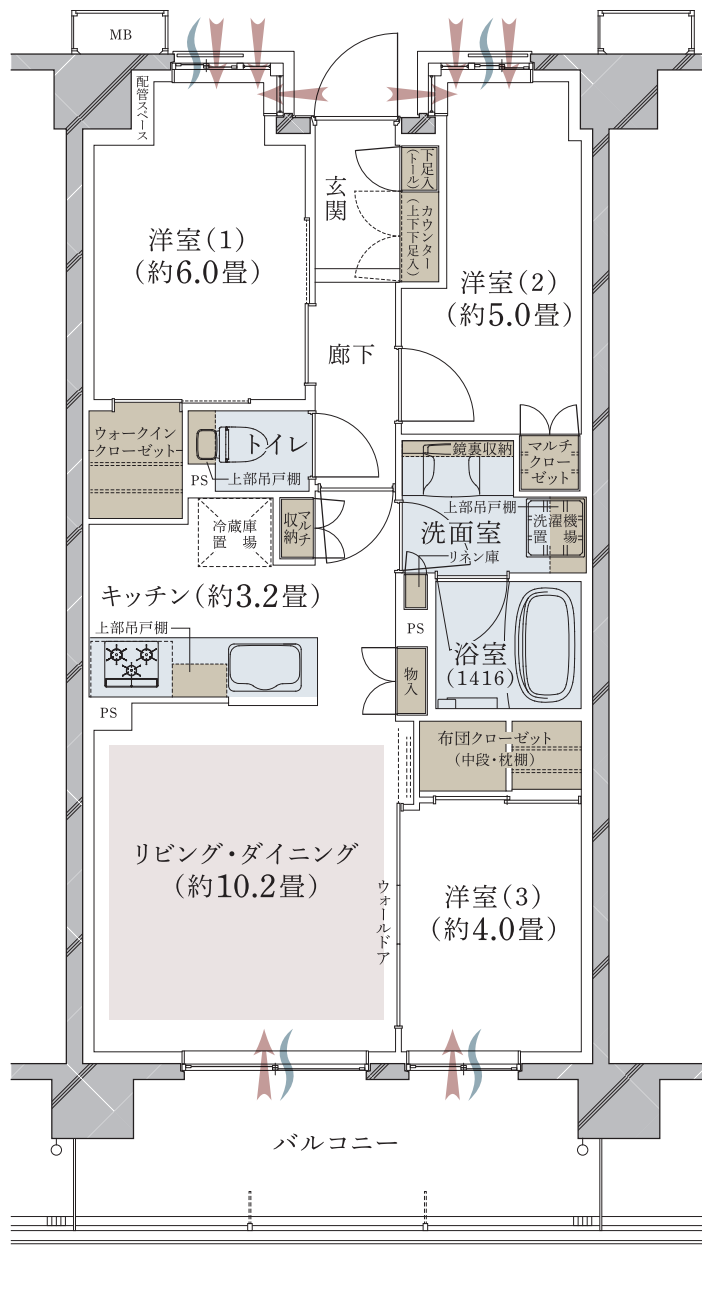 MB
配管スペース
下足入
（トール）
玄関
カウンター
（上下下足入）
洋室（1）
（約6.0畳）
洋室（2）
（約5.0畳）
廊下
ウォークイン
クローゼット
トイレ
PS
上部吊戸棚
鏡裏収納
マルチ
クロー
ゼット
冷蔵庫
置場
マルチ
収納
上部吊戸棚
洗濯機
置場
洗面室
リネン庫
キッチン（約3.2畳）
上部吊戸棚
PS
浴室
（1416）
物入
PS
布団クローゼット
（中段・枕棚）
リビング・ダイニング
（約10.2畳）
ウォールドア
洋室（3）
（約4.0畳）
バルコニー